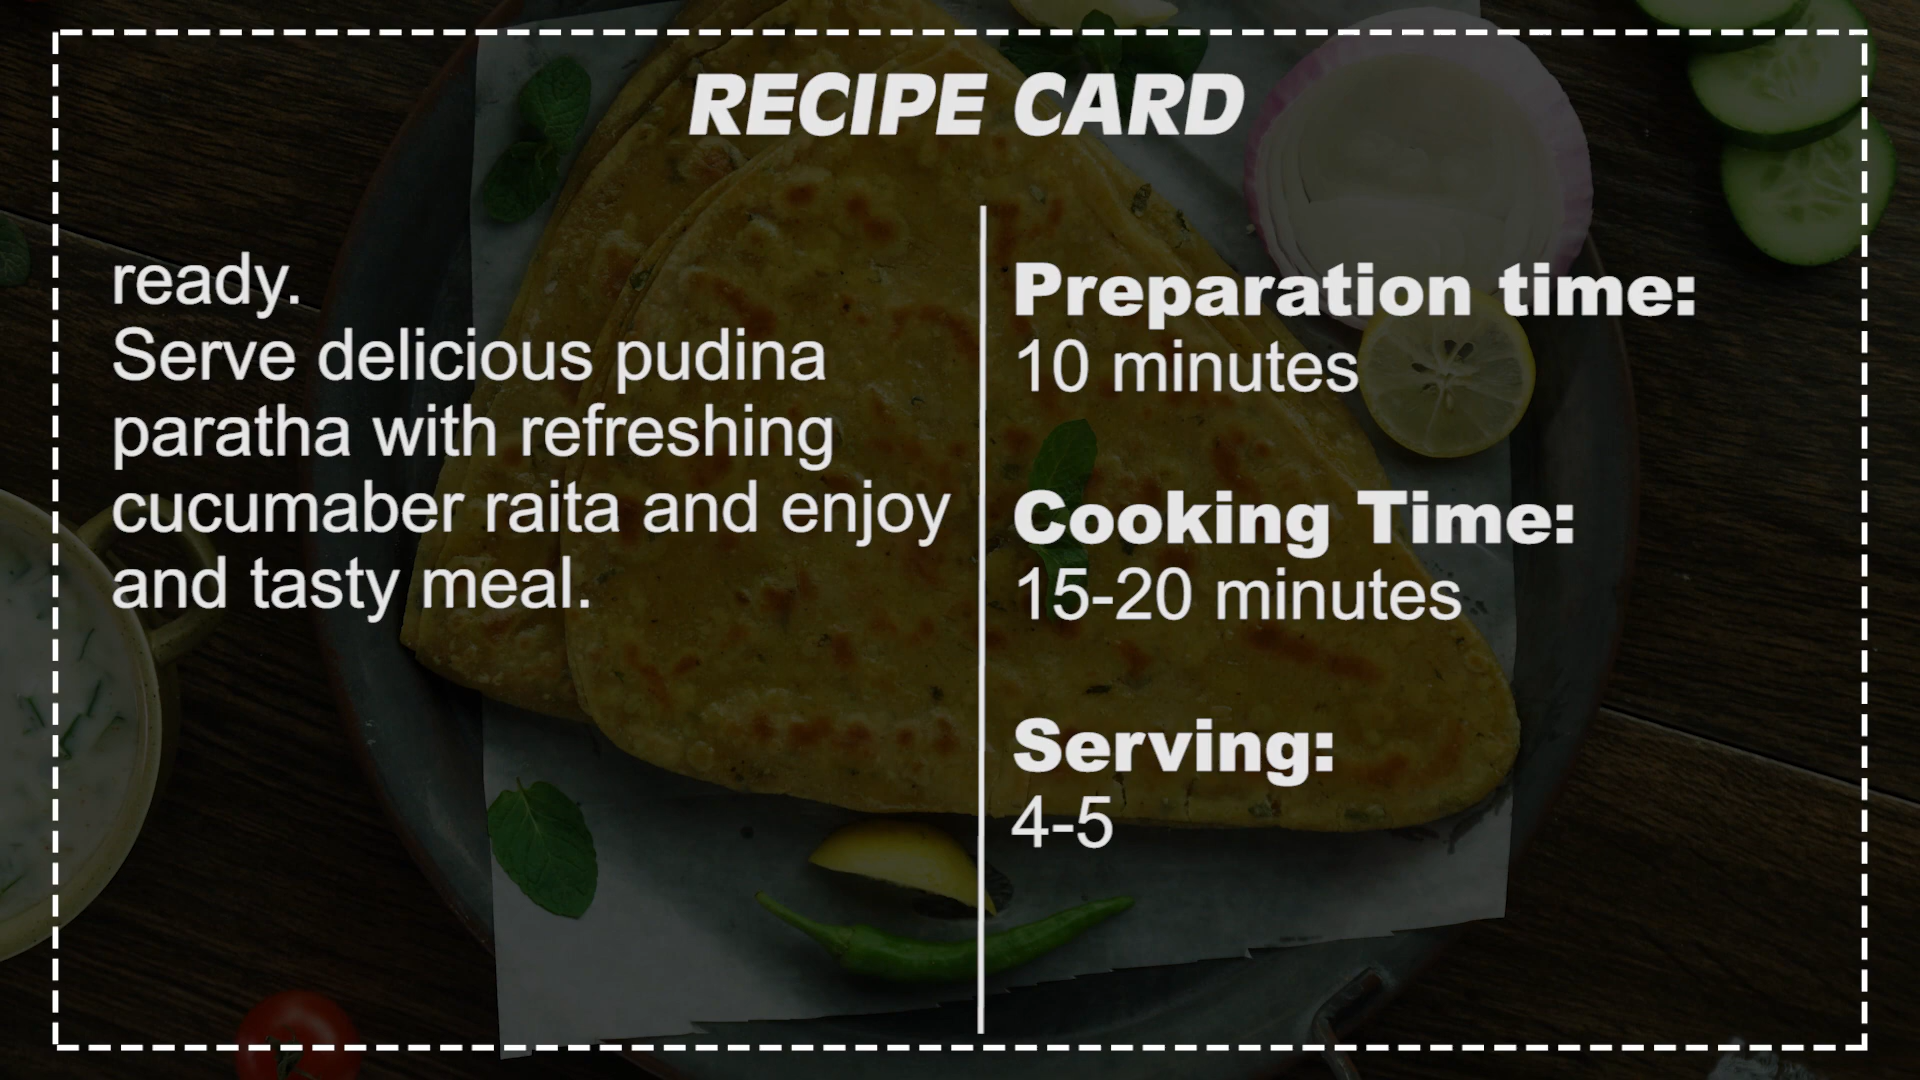 RECIPE CARD
ready.
Serve delicious pudina
paratha with refreshing
cucumaber raita and enjoy
and tasty meal.
Preparation time:
10 minutes
Cooking Time:
15-20 minutes
Serving:
4-5